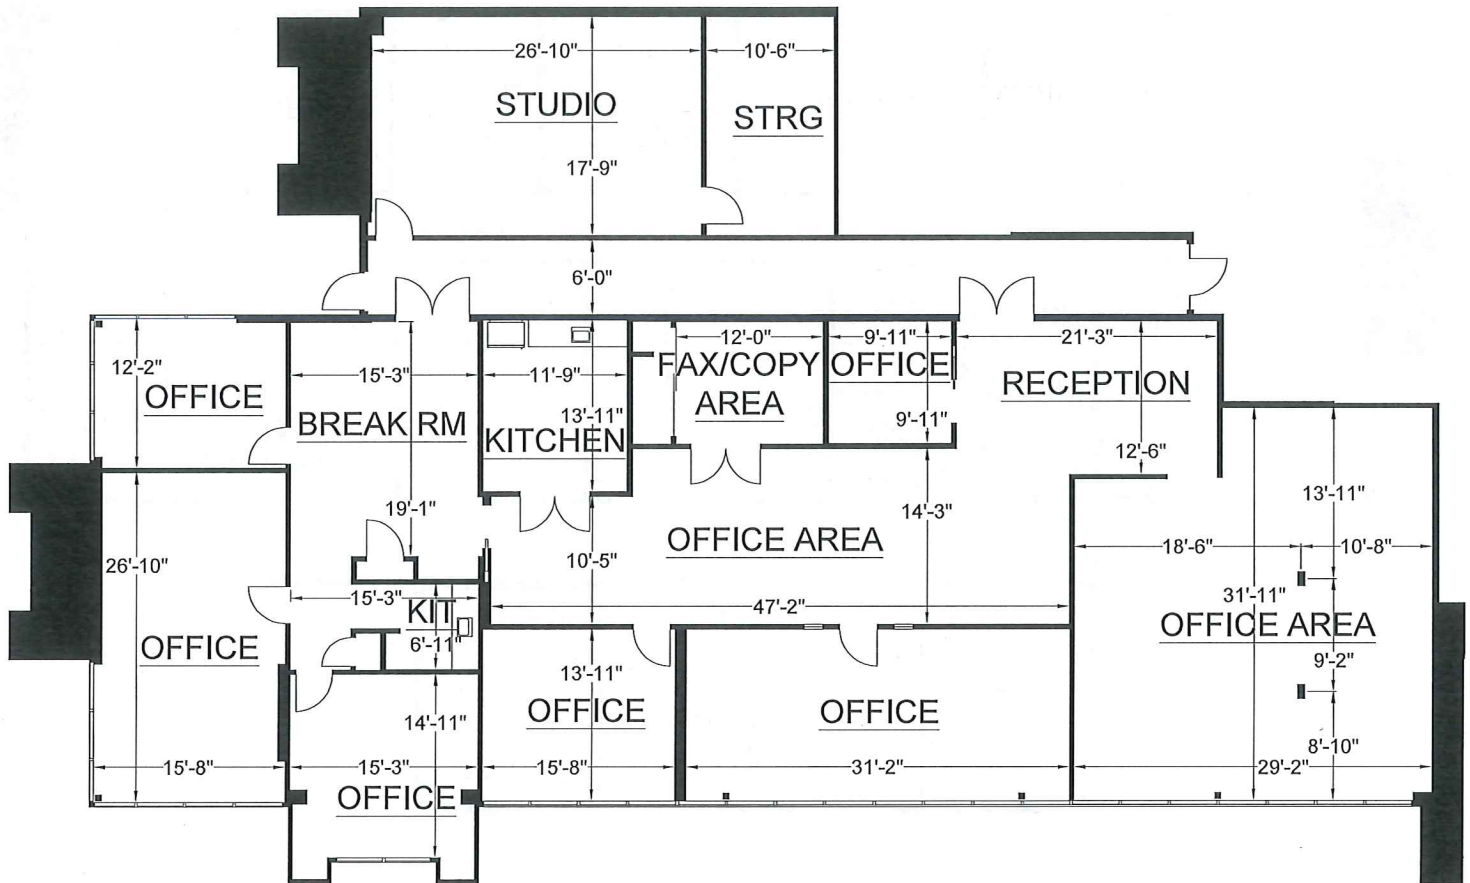 26'-10"
10'-6"
STUDIO
STRG
17'-9"
6'-0"
12'-2"
OFFICE
15'-3"
BREAK RM
19'-1"
11'-9"
13'-11"
KITCHEN
12'-0"
FAX/COPY
AREA
9'-11"
OFFICE
9'-11"
21'-3"
RECEPTION
12'-6"
14'-3"
OFFICE AREA
10'-5"
47'-2"
13'-11"
18'-6"
10'-8"
31'-11"
OFFICE AREA
9'-2"
8'-10"
29'-2"
26'-10"
OFFICE
15'-8"
15'-3"
KIT
6'-11"
14'-11"
15'-3"
OFFICE
13'-11"
OFFICE
15'-8"
OFFICE
31'-2"